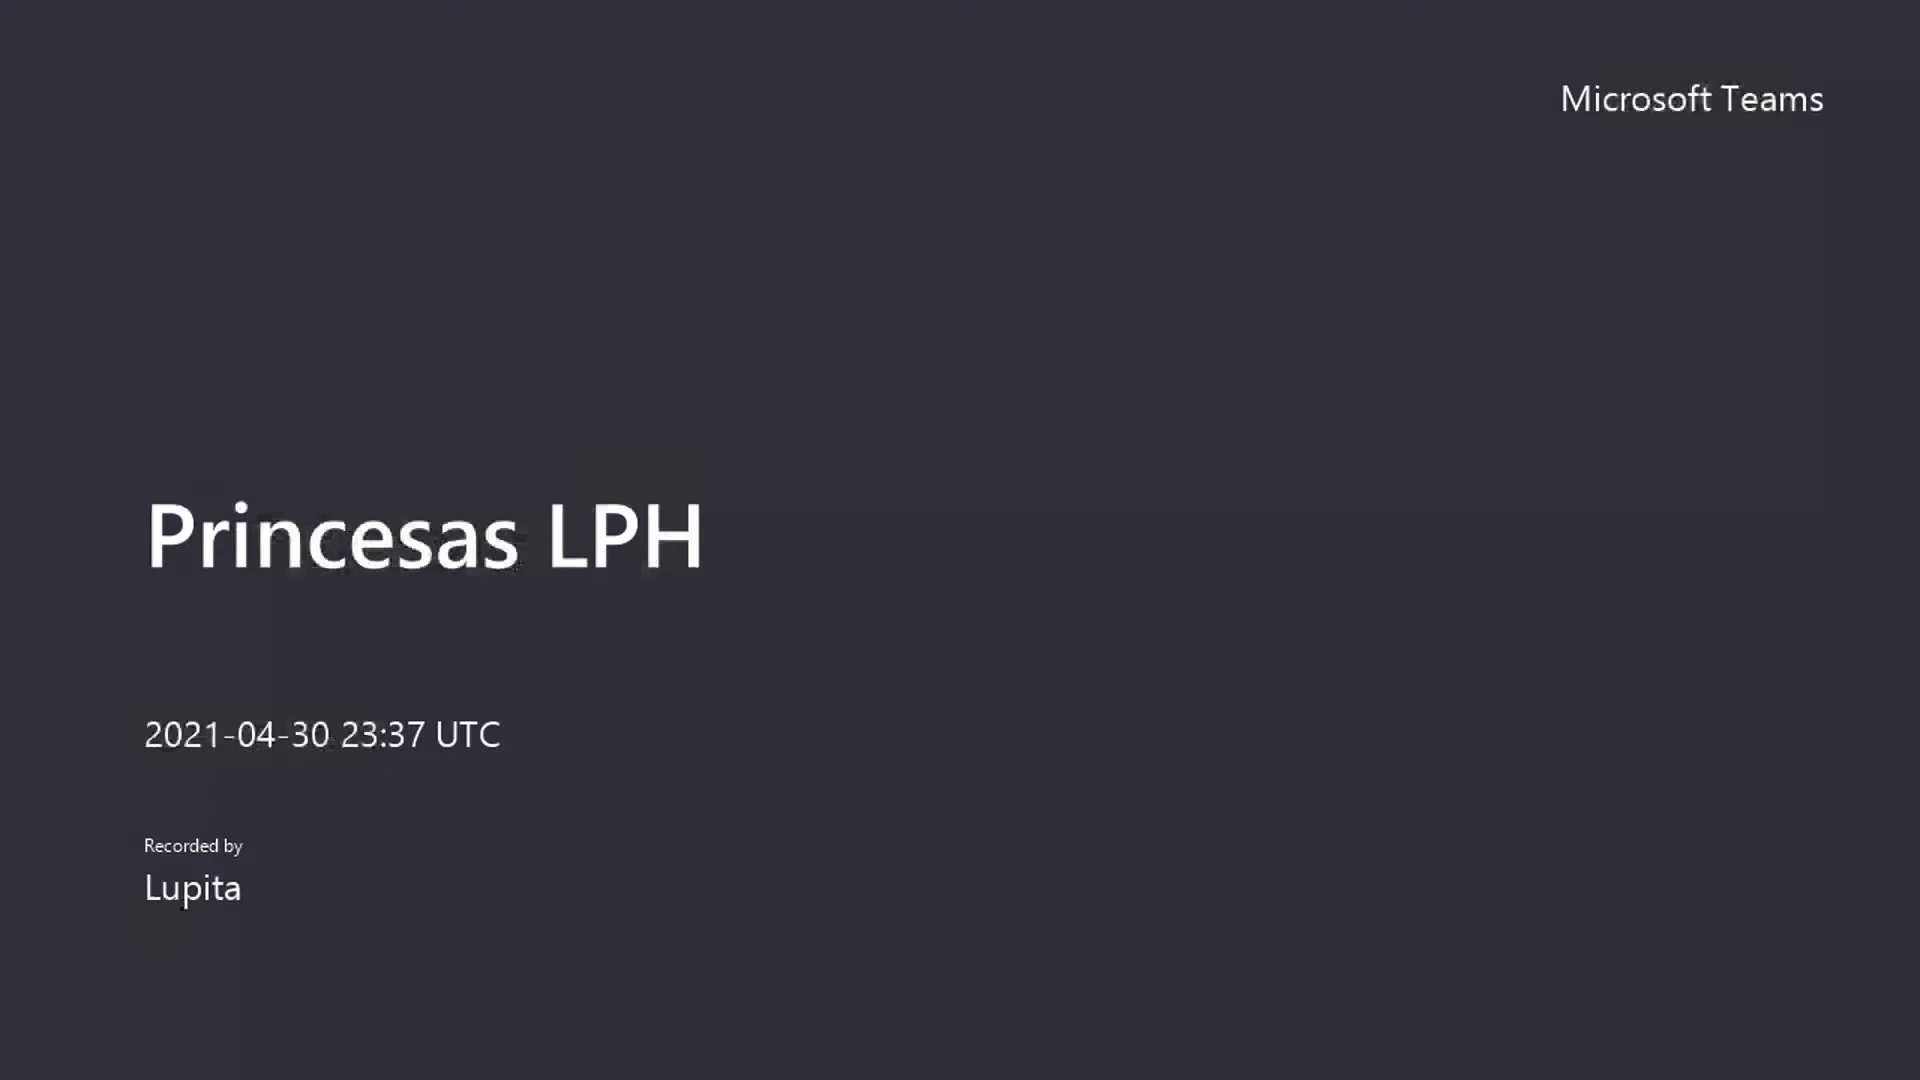 Microsoft Teams
Princesas LPH
2021-04-30 23:37 UTC
Recorded by
Lupita